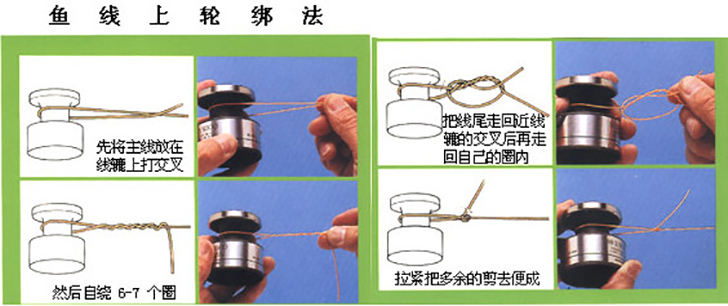 鱼线上轮绑法
先将主线放在
线辘上打交叉
然后自绕 6-7 个圈
把线尾走回近线
辘的交叉后再走
回自己的圈内
拉紧把多余的剪去便成